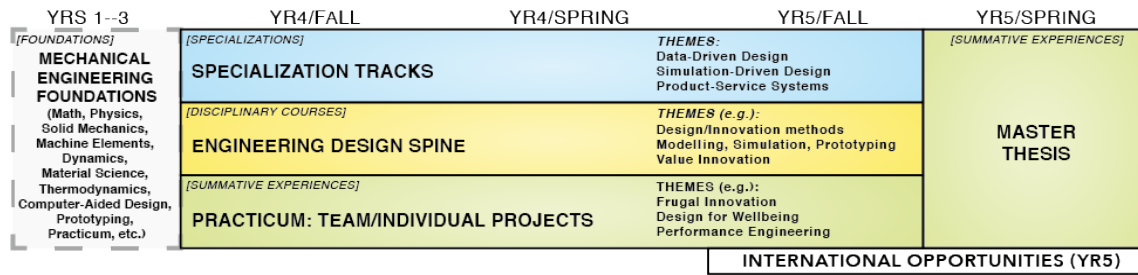 YRS 1--3
YR4/FALL
YR4/SPRING
YR5/FALL
YR5/SPRING
[FOUNDATIONS]
MECHANICAL
ENGINEERING
FOUNDATIONS
(Math, Physics,
Solid Mechanics,
Machine Elements,
Dynamics,
Material Science,
Thermodynamics,
Computer-Aided Design,
Prototyping,
Practicum, etc.)
[SPECIALIZATIONS]
SPECIALIZATION TRACKS
THEMES:
Data-Driven Design
Simulation-Driven Design
Product-Service Systems
[DISCIPLINARY COURSES]
ENGINEERING DESIGN SPINE
THEMES (e.g.):
Design/Innovation methods
Modelling, Simulation, Prototyping
Value Innovation
[SUMMATIVE EXPERIENCES]
PRACTICUM: TEAM/INDIVIDUAL PROJECTS
THEMES (e.g.):
Frugal Innovation
Design for Wellbeing
Performance Engineering
[SUMMATIVE EXPERIENCES]
MASTER
THESIS
INTERNATIONAL OPPORTUNITIES (YR5)